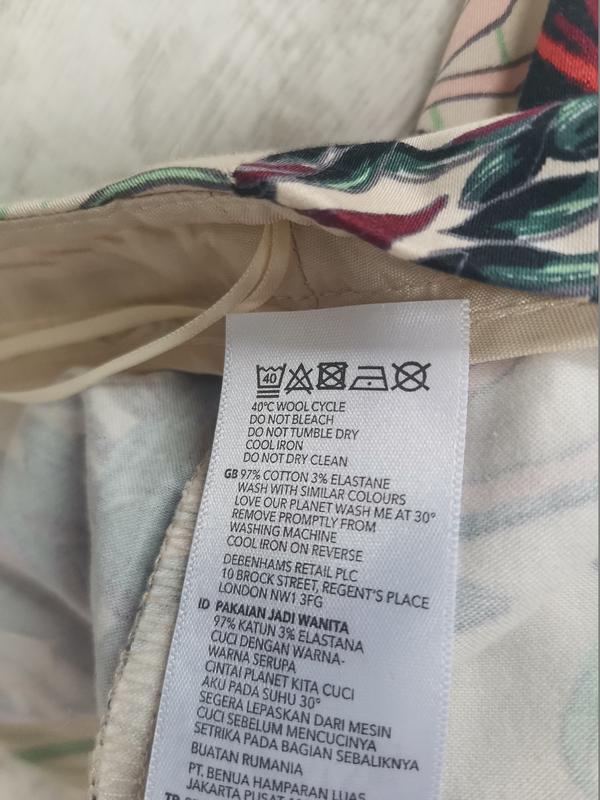 40
40°C WOOL CYCLE
DO NOT BLEACH
DO NOT TUMBLE DRY
COOL IRON
DO NOT DRY CLEAN
GB 97% COTTON 3% ELASTANE
WASH WITH SIMILAR COLOURS
LOVE OUR PLANET WASH ME AT 30°
REMOVE PROMPTLY FROM
WASHING MACHINE
COOL IRON ON REVERSE
DEBENHAMS RETAIL PLC
10 BROCK STREET, REGENT'S PLACE
LONDON NW1 3FG
ID PAKAIAN JADI WANITA
97% KATUN 3% ELASTANA
CUCI DENGAN WARNA-
WARNA SERUPA
CINTAI PLANET KITA CUCI
AKU PADA SUHU 30°
SEGERA LEPASKAN DARI MESIN
CUCI SEBELUM MENCUCINYA
SETRIKA PADA BAGIAN SEBALIKNYA
BUATAN RUMANIA
PT. BENUA HAMPARAN LUAS
JAKARTA PUSAT
TR